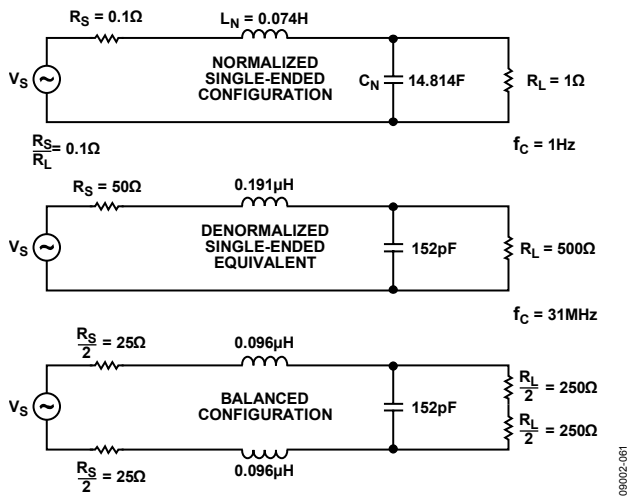 R_S = 0.1Ω
L_N = 0.074H
V_S
NORMALIZED
SINGLE-ENDED
CONFIGURATION
C_N
14.814F
R_L = 1Ω
R_S
R_L = 0.1Ω
f_C = 1Hz
R_S = 50Ω
0.191µH
V_S
DENORMALIZED
SINGLE-ENDED
EQUIVALENT
152pF
R_L = 500Ω
f_C = 31MHz
R_S
2 = 25Ω
0.096µH
V_S
BALANCED
CONFIGURATION
152pF
R_L
2 = 250Ω
R_L
2 = 250Ω
R_S
2 = 25Ω
0.096µH
09002-061